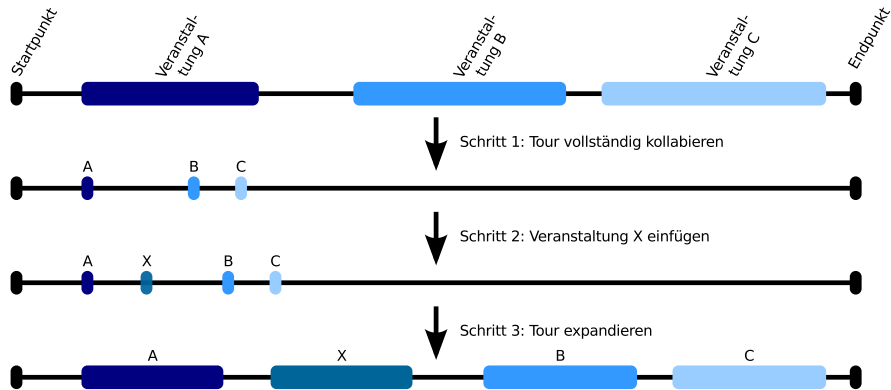 Startpunkt
Veranstal-
tung A
Veranstal-
tung B
Veranstal-
tung C
Endpunkt
Schritt 1: Tour vollständig kollabieren
A B C
Schritt 2: Veranstaltung X einfügen
A X B C
Schritt 3: Tour expandieren
A X B C